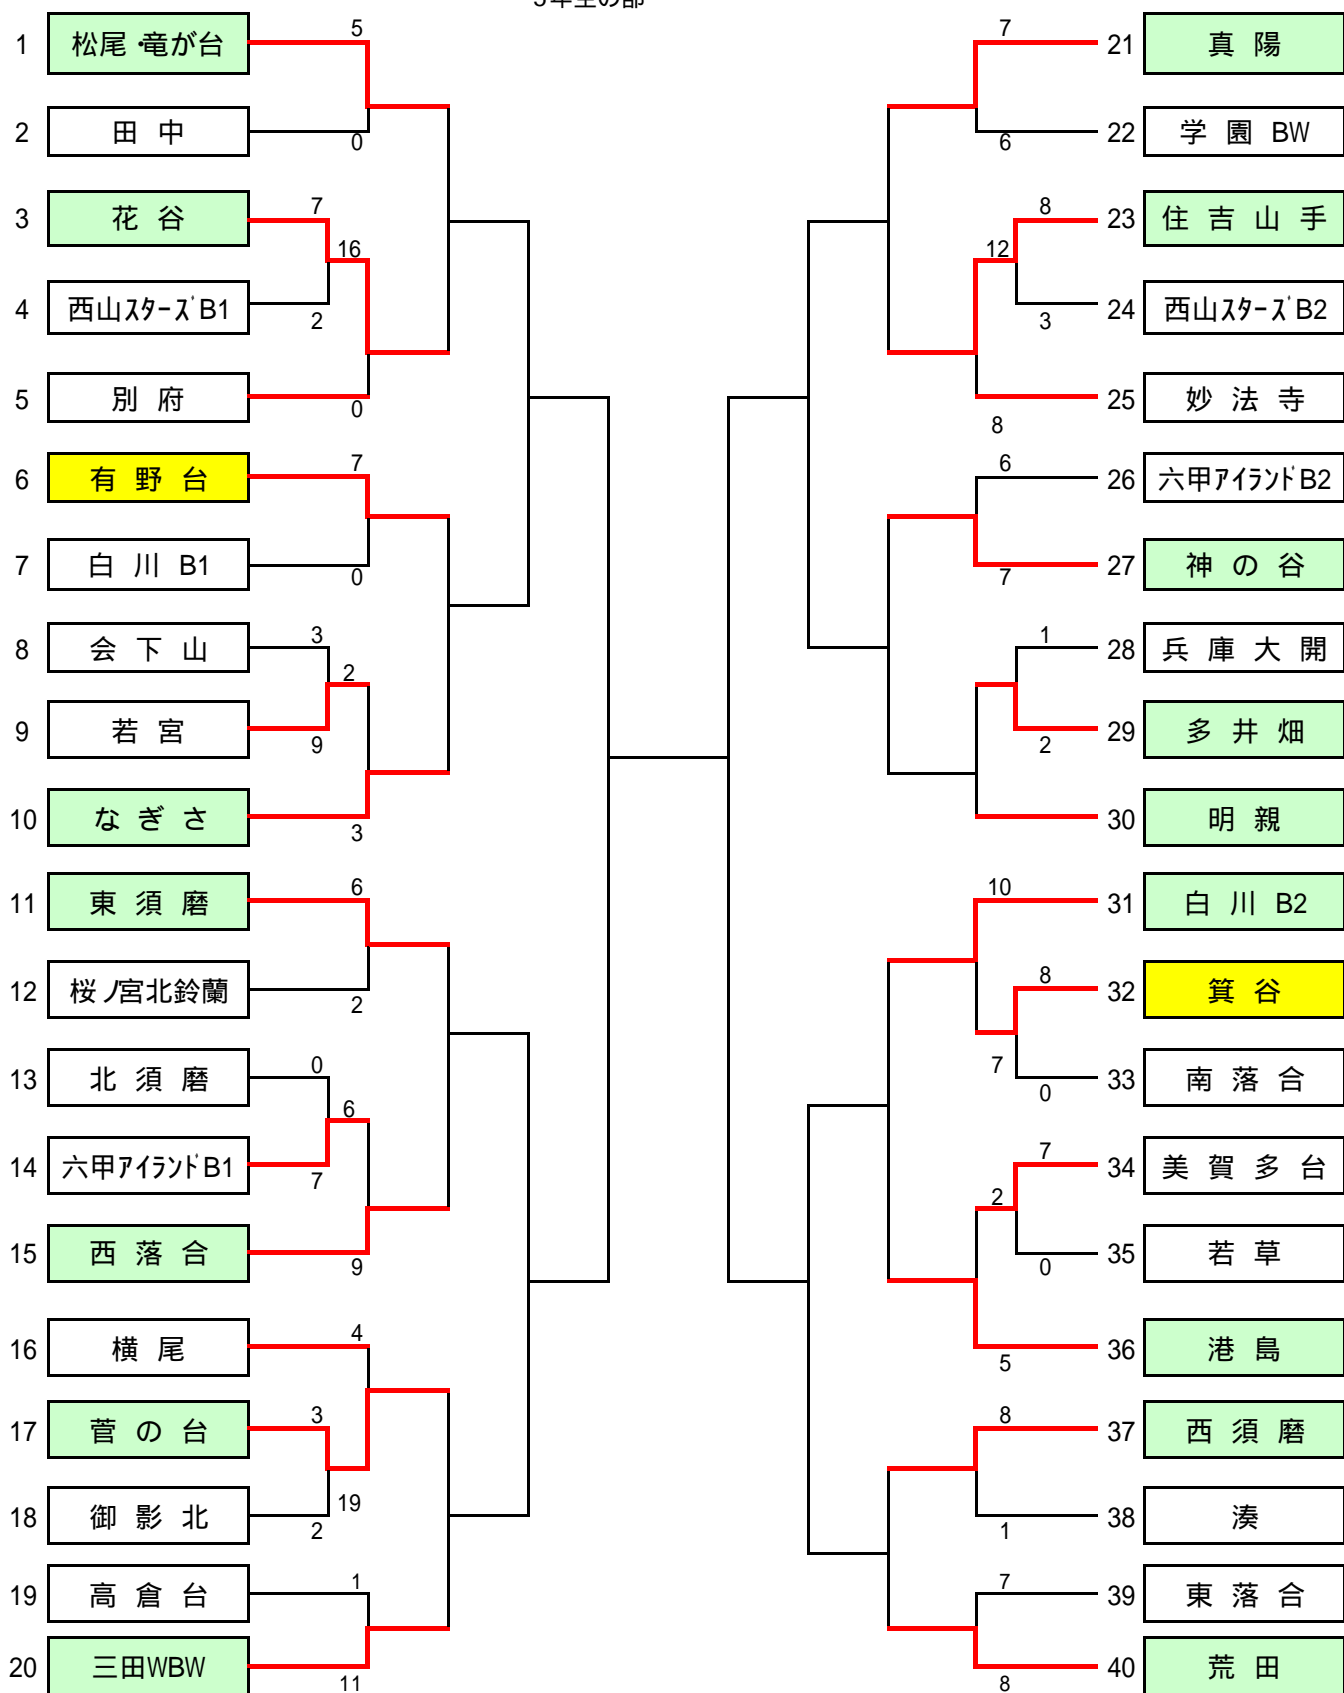 5年生の部
1 松尾・竜が台 5
2 田中 0
3 花谷 7
16
4 西山スターズB1 2
5 別府 0
6 有野台 7
7 白川 B1 0
8 会下山 3
2
9 若宮 9
10 なぎさ 3
11 東須磨 6
12 桜ノ宮北鈴蘭 2
13 北須磨 0
6
14 六甲アイランドB1 7
15 西落合 9
16 横尾 4
17 菅の台 3
19
18 御影北 2
19 高倉台 1
20 三田WBW 11
7 21 真陽
6 22 学園 BW
8 23 住吉山手
12
3 24 西山スターズB2
25 妙法寺
8
6 26 六甲アイランドB2
7 27 神の谷
1 28 兵庫大開
2 29 多井畑
30 明親
10 31 白川 B2
8 32 箕谷
7
0 33 南落合
7 34 美賀多台
2
0 35 若草
5 36 港島
8 37 西須磨
1 38 湊
7 39 東落合
8 40 荒田